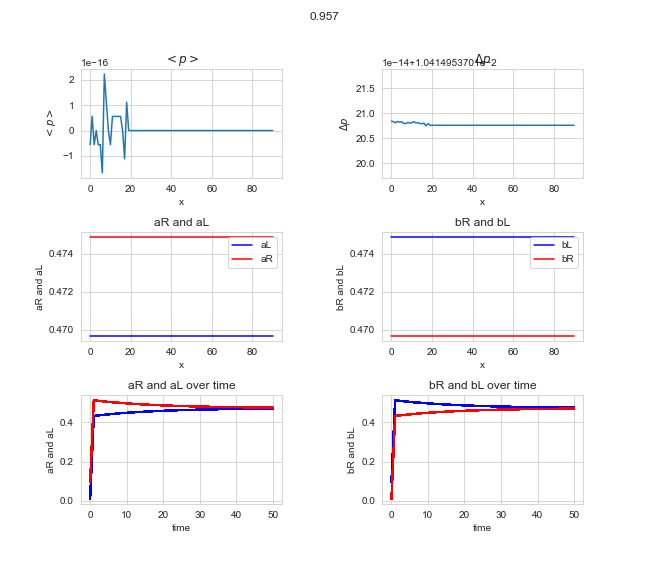 0.957
<p>
Δp
1e−16
1e−14+1.0414953701e−2
2
1
0
−1
<p>
0 20 40 60 80
x
21.5
21.0
20.5
20.0
Δp
0 20 40 60 80
x
aR and aL
bR and bL
0.474
0.472
0.470
aR and aL
aL
aR
0 20 40 60 80
x
0.474
0.472
0.470
bR and bL
bL
bR
0 20 40 60 80
x
aR and aL over time
bR and bL over time
0.4
0.2
0.0
aR and aL
0 10 20 30 40 50
time
0.4
0.2
0.0
bR and bL
0 10 20 30 40 50
time